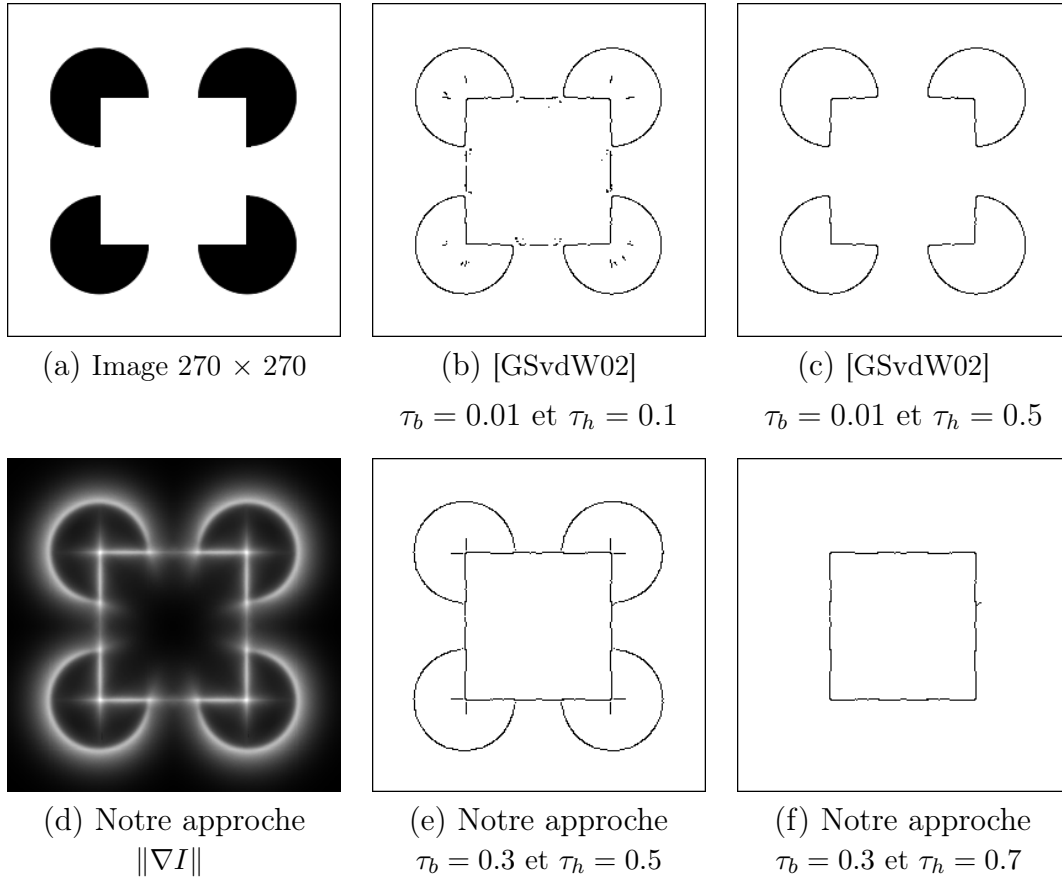 (a) Image 270 × 270
(b) [GSvdW02]
τ_b = 0.01 et τ_h = 0.1
(c) [GSvdW02]
τ_b = 0.01 et τ_h = 0.5
(d) Notre approche
‖∇I‖
(e) Notre approche
τ_b = 0.3 et τ_h = 0.5
(f) Notre approche
τ_b = 0.3 et τ_h = 0.7